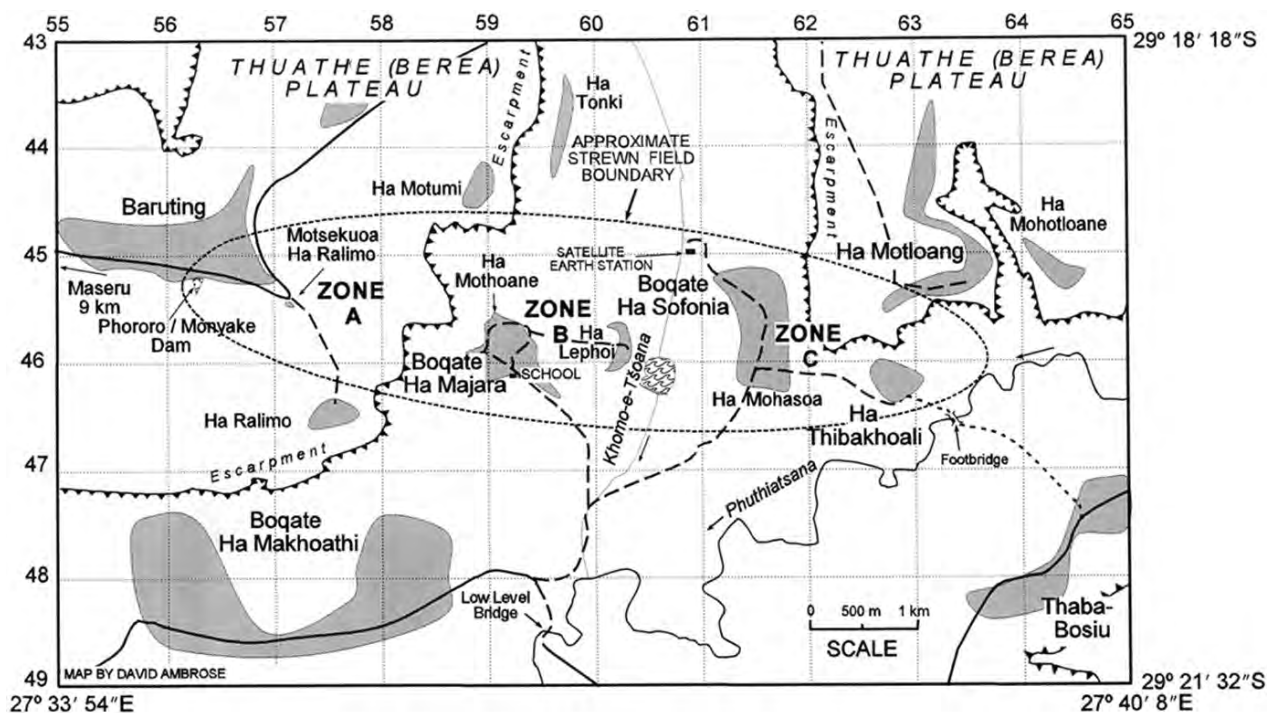 55 56 57 58 59 60 61 62 63 64 65
43
29º 18′ 18″S
THUATHE (BEREA)
PLATEAU
Escarpment
Ha
Tonki
THUATHE (BEREA)
PLATEAU
44
APPROXIMATE
STREWN FIELD
BOUNDARY
Escarpment
Ha Motumi
Baruting
Ha
Mohotloane
Motsekuoa
Ha Ralimo
45
SATELLITE
EARTH STATION
Ha Motloang
Maseru
9 km
ZONE
A
Ha
Mothoane
Boqate
Ha Sofonia
Phororo / Monyake
Dam
ZONE
B
Ha
Lephoi
ZONE
C
46
Boqate
Ha Majara
SCHOOL
Khomo-e-Tšoana
Ha Mohasoa
Ha Ralimo
Ha
Thibakhoali
Footbridge
47
Escarpment
Phuthiatsana
Boqate
Ha Makhoathi
48
Low Level
Bridge
0 500 m 1 km
SCALE
Thaba-
Bosiu
MAP BY DAVID AMBROSE
49
29º 21′ 32″S
27º 33′ 54″E
27º 40′ 8″E